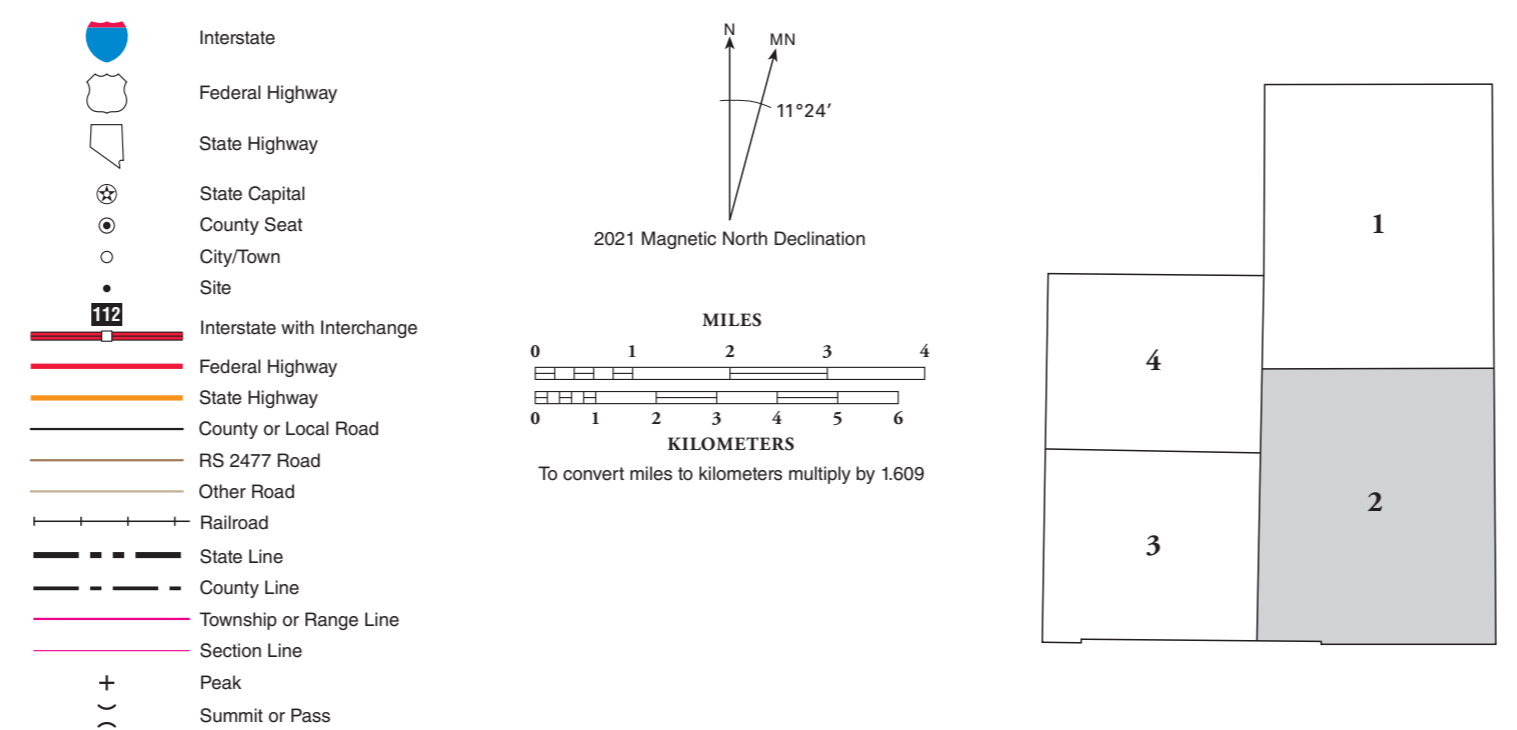 Interstate
Federal Highway
State Highway
State Capital
County Seat
City/Town
Site
112
Interstate with Interchange
Federal Highway
State Highway
County or Local Road
RS 2477 Road
Other Road
Railroad
State Line
County Line
Township or Range Line
Section Line
Peak
Summit or Pass
N
MN
11°24′
2021 Magnetic North Declination
MILES
0 1 2 3 4
0 1 2 3 4 5 6
KILOMETERS
To convert miles to kilometers multiply by 1.609
1
4
2
3